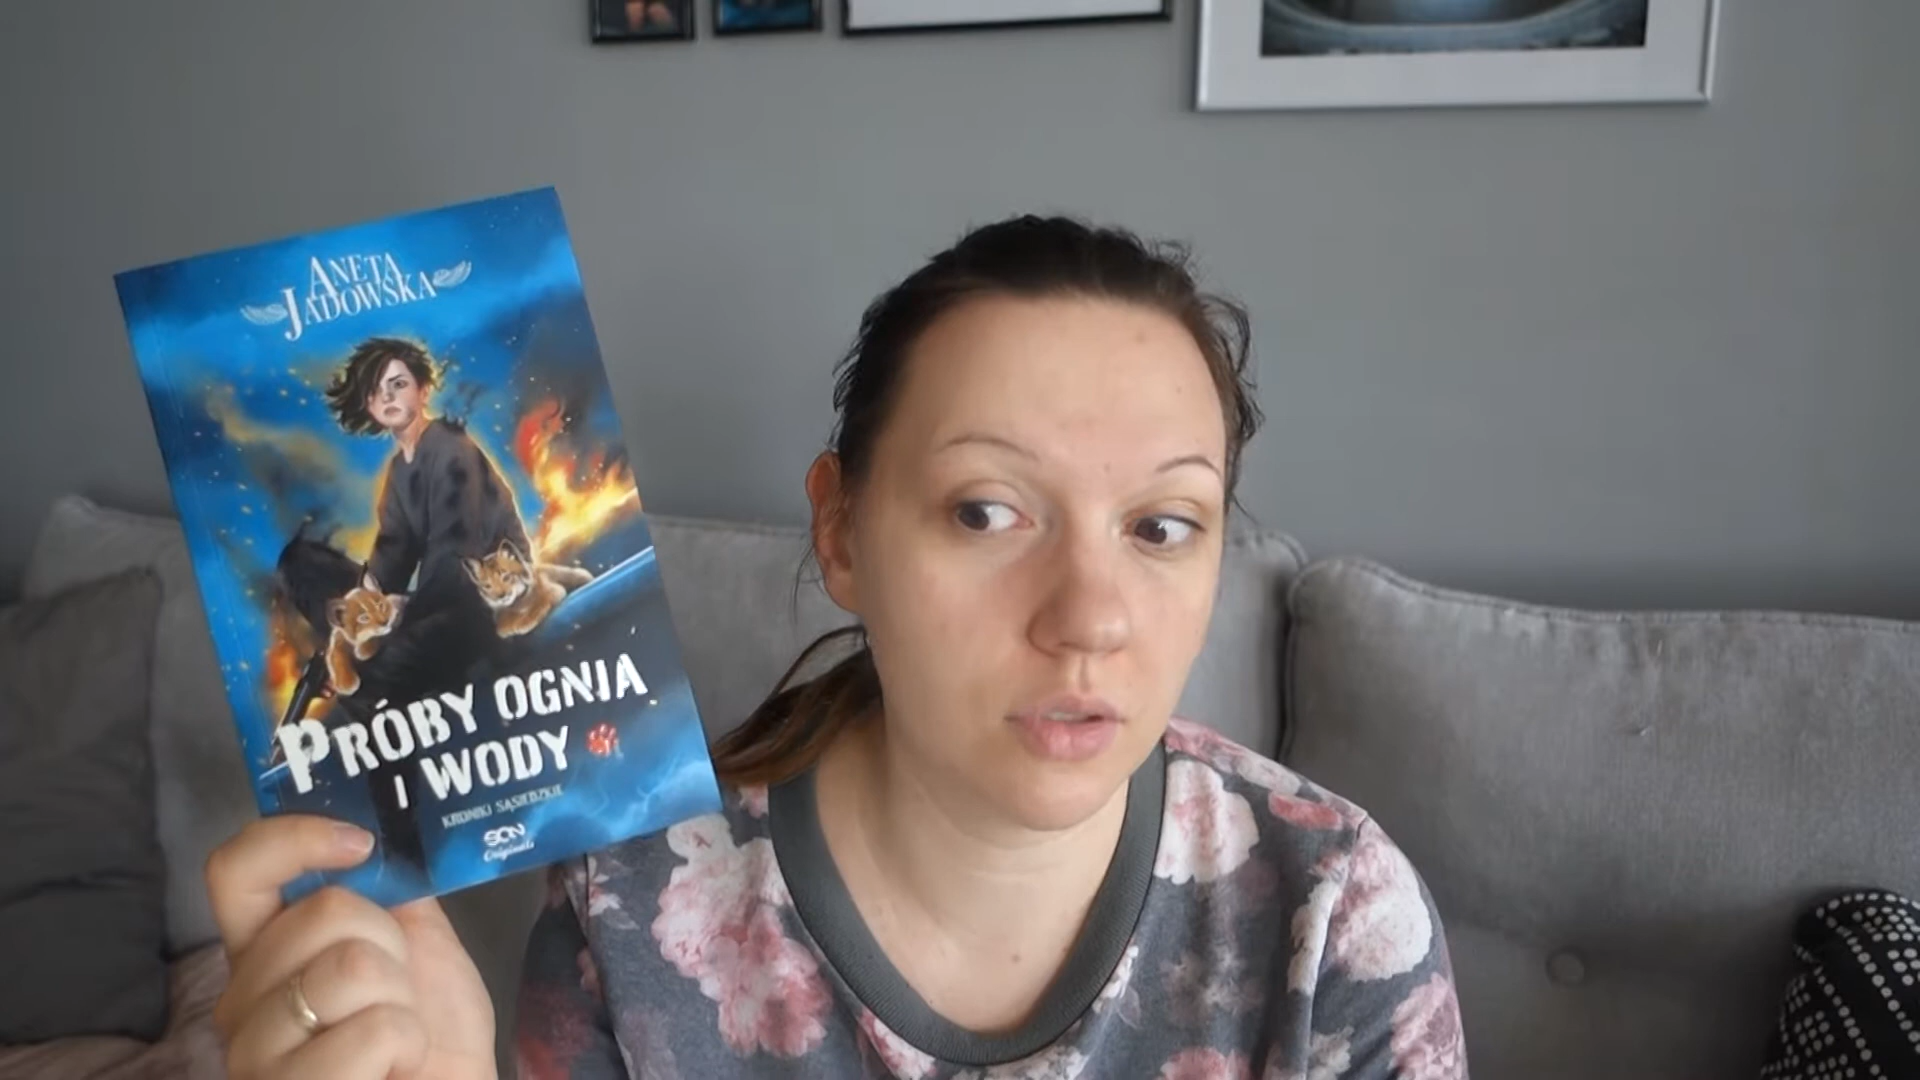 ANETA
JADOWSKA
PRÓBY OGNIA
I WODY
KRONIKI SĄSIEDZKIE
SQN
Originals